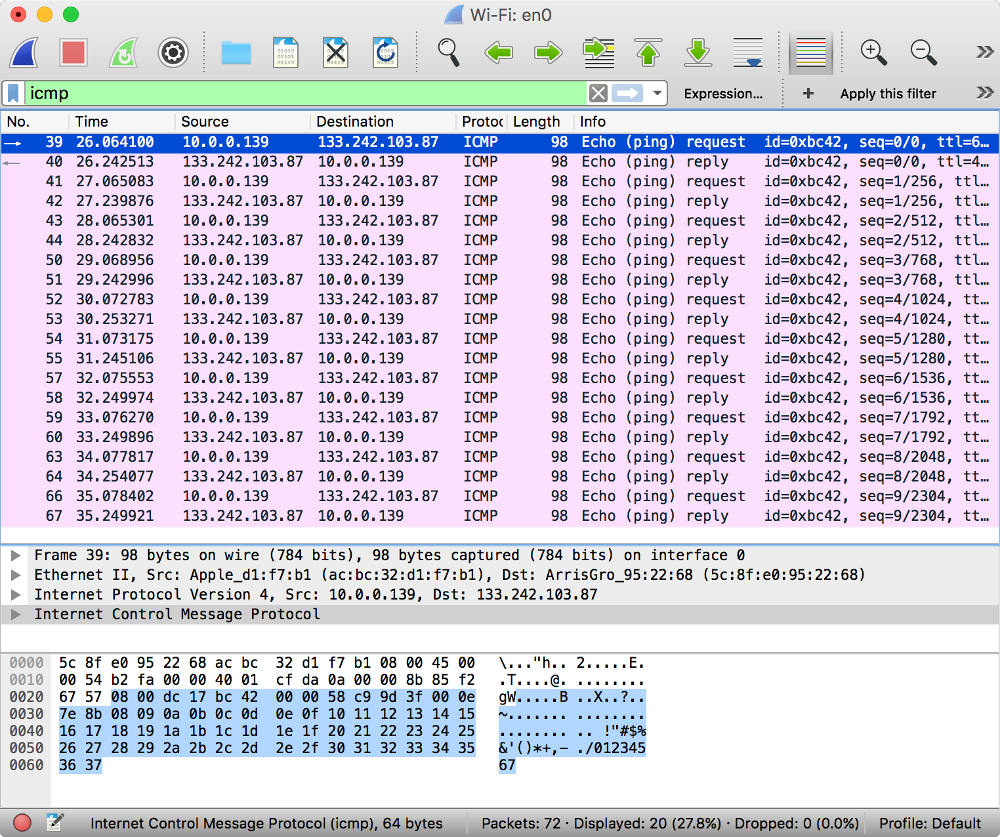 Wi-Fi: en0
icmp Expression... + Apply this filter
No. Time Source Destination Protoc Length Info
39 26.064100 10.0.0.139 133.242.103.87 ICMP 98 Echo (ping) request id=0xbc42, seq=0/0, ttl=6…
40 26.242513 133.242.103.87 10.0.0.139 ICMP 98 Echo (ping) reply id=0xbc42, seq=0/0, ttl=4…
41 27.065083 10.0.0.139 133.242.103.87 ICMP 98 Echo (ping) request id=0xbc42, seq=1/256, ttl…
42 27.239876 133.242.103.87 10.0.0.139 ICMP 98 Echo (ping) reply id=0xbc42, seq=1/256, ttl…
43 28.065301 10.0.0.139 133.242.103.87 ICMP 98 Echo (ping) request id=0xbc42, seq=2/512, ttl…
44 28.242832 133.242.103.87 10.0.0.139 ICMP 98 Echo (ping) reply id=0xbc42, seq=2/512, ttl…
50 29.068956 10.0.0.139 133.242.103.87 ICMP 98 Echo (ping) request id=0xbc42, seq=3/768, ttl…
51 29.242996 133.242.103.87 10.0.0.139 ICMP 98 Echo (ping) reply id=0xbc42, seq=3/768, ttl…
52 30.072783 10.0.0.139 133.242.103.87 ICMP 98 Echo (ping) request id=0xbc42, seq=4/1024, tt…
53 30.253271 133.242.103.87 10.0.0.139 ICMP 98 Echo (ping) reply id=0xbc42, seq=4/1024, tt…
54 31.073175 10.0.0.139 133.242.103.87 ICMP 98 Echo (ping) request id=0xbc42, seq=5/1280, tt…
55 31.245106 133.242.103.87 10.0.0.139 ICMP 98 Echo (ping) reply id=0xbc42, seq=5/1280, tt…
57 32.075553 10.0.0.139 133.242.103.87 ICMP 98 Echo (ping) request id=0xbc42, seq=6/1536, tt…
58 32.249974 133.242.103.87 10.0.0.139 ICMP 98 Echo (ping) reply id=0xbc42, seq=6/1536, tt…
59 33.076270 10.0.0.139 133.242.103.87 ICMP 98 Echo (ping) request id=0xbc42, seq=7/1792, tt…
60 33.249896 133.242.103.87 10.0.0.139 ICMP 98 Echo (ping) reply id=0xbc42, seq=7/1792, tt…
63 34.077817 10.0.0.139 133.242.103.87 ICMP 98 Echo (ping) request id=0xbc42, seq=8/2048, tt…
64 34.254077 133.242.103.87 10.0.0.139 ICMP 98 Echo (ping) reply id=0xbc42, seq=8/2048, tt…
66 35.078402 10.0.0.139 133.242.103.87 ICMP 98 Echo (ping) request id=0xbc42, seq=9/2304, tt…
67 35.249921 133.242.103.87 10.0.0.139 ICMP 98 Echo (ping) reply id=0xbc42, seq=9/2304, tt…
Frame 39: 98 bytes on wire (784 bits), 98 bytes captured (784 bits) on interface 0
Ethernet II, Src: Apple_d1:f7:b1 (ac:bc:32:d1:f7:b1), Dst: ArrisGro_95:22:68 (5c:8f:e0:95:22:68)
Internet Protocol Version 4, Src: 10.0.0.139, Dst: 133.242.103.87
Internet Control Message Protocol
0000 5c 8f e0 95 22 68 ac bc 32 d1 f7 b1 08 00 45 00 \..."h.. 2.....E.
0010 00 54 b2 fa 00 00 40 01 cf da 0a 00 00 8b 85 f2 .T....@. ........
0020 67 57 08 00 dc 17 bc 42 00 00 58 c9 9d 3f 00 0e gW.....B ..X..?..
0030 7e 8b 08 09 0a 0b 0c 0d 0e 0f 10 11 12 13 14 15 ~....... ........
0040 16 17 18 19 1a 1b 1c 1d 1e 1f 20 21 22 23 24 25 ........ .. !"#$%
0050 26 27 28 29 2a 2b 2c 2d 2e 2f 30 31 32 33 34 35 &'()*+,- ./012345
0060 36 37 67
Internet Control Message Protocol (icmp), 64 bytes Packets: 72 · Displayed: 20 (27.8%) · Dropped: 0 (0.0%) Profile: Default